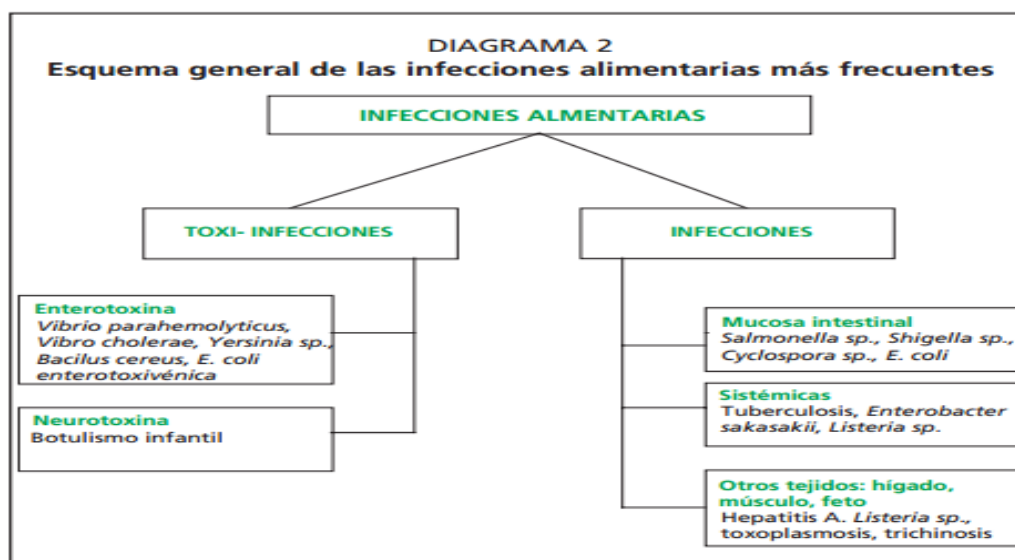 DIAGRAMA 2
Esquema general de las infecciones alimentarias más frecuentes
INFECCIONES ALMENTARIAS
TOXI- INFECCIONES
INFECCIONES
Enterotoxina
Vibrio parahemolyticus,
Vibro cholerae, Yersinia sp.,
Bacilus cereus, E. coli
enterotoxivénica
Neurotoxina
Botulismo infantil
Mucosa intestinal
Salmonella sp., Shigella sp.,
Cyclospora sp., E. coli
Sistémicas
Tuberculosis, Enterobacter
sakasakii, Listeria sp.
Otros tejidos: hígado,
músculo, feto
Hepatitis A. Listeria sp.,
toxoplasmosis, trichinosis